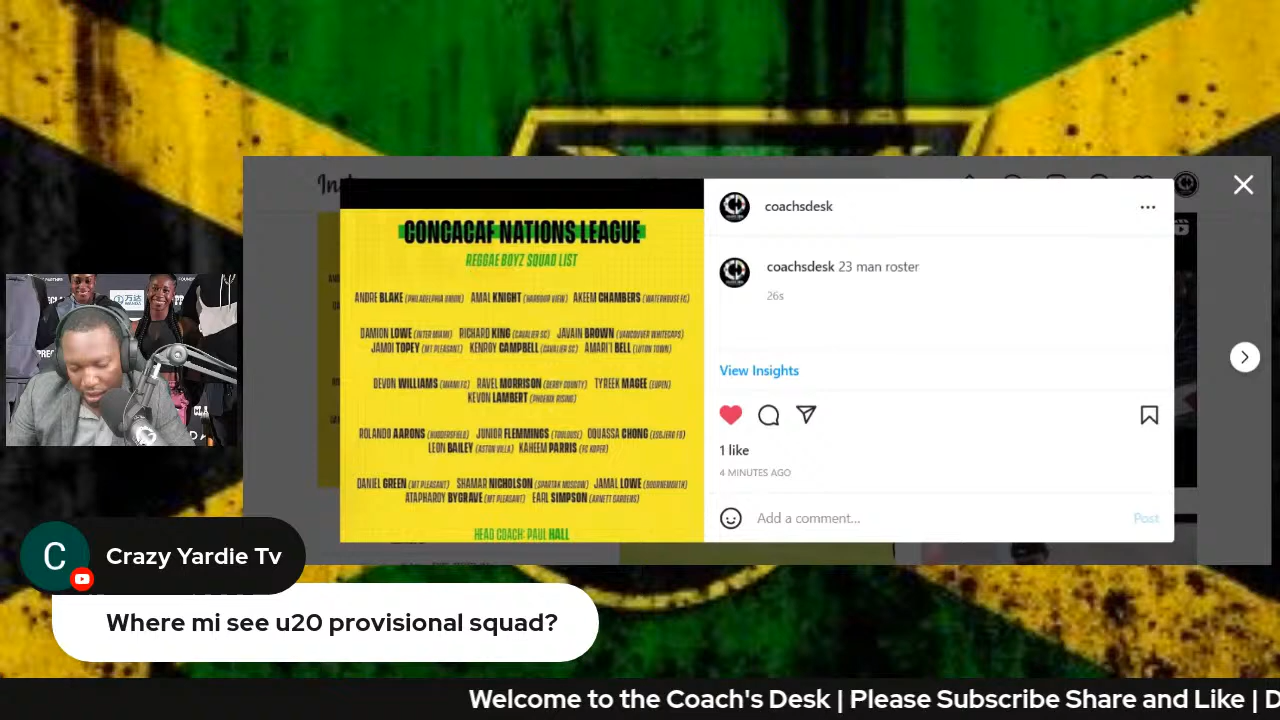 CONCACAF NATIONS LEAGUE
REGGAE BOYZ SQUAD LIST
ANDRE BLAKE (PHILADELPHIA UNION) AMAL KNIGHT (HARBOUR VIEW) AKEEM CHAMBERS (WATERHOUSE FC)
DAMION LOWE (INTER MIAMI) RICHARD KING (CAVALIER SC) JAVAIN BROWN (VANCOUVER WHITECAPS)
JAMOI TOPEY (MT PLEASANT) KENROY CAMPBELL (CAVALIER SC) AMARI'I BELL (LUTON TOWN)
DEVON WILLIAMS (MIAMI FC) RAVEL MORRISON (DERBY COUNTY) TYREEK MAGEE (EUPEN)
KEVON LAMBERT (PHOENIX RISING)
ROLANDO AARONS (HUDDERSFIELD) JUNIOR FLEMMINGS (TOULOUSE) OQUASSA CHONG (ESBJERG FB)
LEON BAILEY (ASTON VILLA) KAHEEM PARRIS (FC KOPER)
DANIEL GREEN (MT PLEASANT) SHAMAR NICHOLSON (SPARTAK MOSCOW) JAMAL LOWE (BOURNEMOUTH)
ATAPHAROY BYGRAVE (MT PLEASANT) EARL SIMPSON (ARNETT GARDENS)
HEAD COACH: PAUL HALL
coachsdesk
coachsdesk 23 man roster
26s
View Insights
1 like
4 MINUTES AGO
Add a comment...
Post
C
Crazy Yardie Tv
Where mi see u20 provisional squad?
Welcome to the Coach's Desk | Please Subscribe Share and Like | D